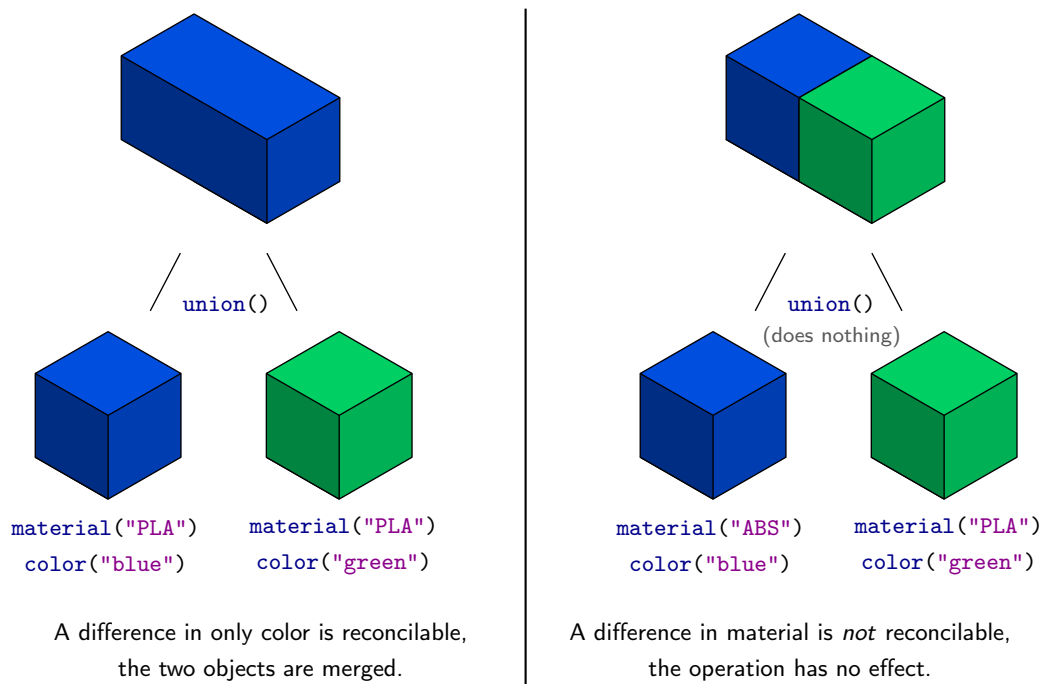 union()
material("PLA")
color("blue")
material("PLA")
color("green")
A difference in only color is reconcilable,
the two objects are merged.
union()
(does nothing)
material("ABS")
color("blue")
material("PLA")
color("green")
A difference in material is not reconcilable,
the operation has no effect.